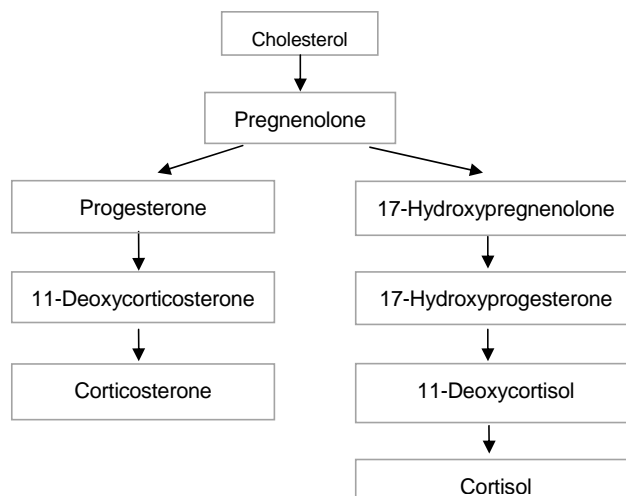 Cholesterol
Pregnenolone
Progesterone
17-Hydroxypregnenolone
11-Deoxycorticosterone
17-Hydroxyprogesterone
Corticosterone
11-Deoxycortisol
Cortisol